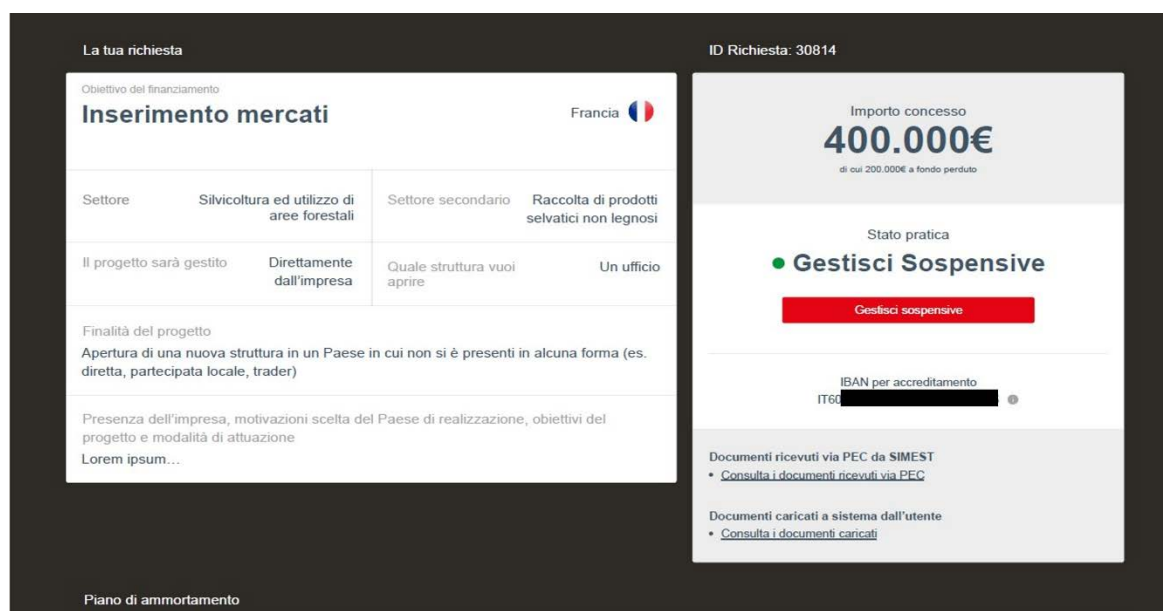 La tua richiesta
Obiettivo del finanziamento
Inserimento mercati
Francia
Settore
Silvicoltura ed utilizzo di
aree forestali
Settore secondario
Raccolta di prodotti
selvatici non legnosi
Il progetto sarà gestito
Direttamente
dall'impresa
Quale struttura vuoi
aprire
Un ufficio
Finalità del progetto
Apertura di una nuova struttura in un Paese in cui non si è presenti in alcuna forma (es.
diretta, partecipata locale, trader)
Presenza dell'impresa, motivazioni scelta del Paese di realizzazione, obiettivi del
progetto e modalità di attuazione
Lorem ipsum…
ID Richiesta: 30814
Importo concesso
400.000€
di cui 200.000€ a fondo perduto
Stato pratica
Gestisci Sospensive
Gestisci sospensive
IBAN per accreditamento
IT60
Documenti ricevuti via PEC da SIMEST
• Consulta i documenti ricevuti via PEC
Documenti caricati a sistema dall'utente
• Consulta i documenti caricati
Piano di ammortamento